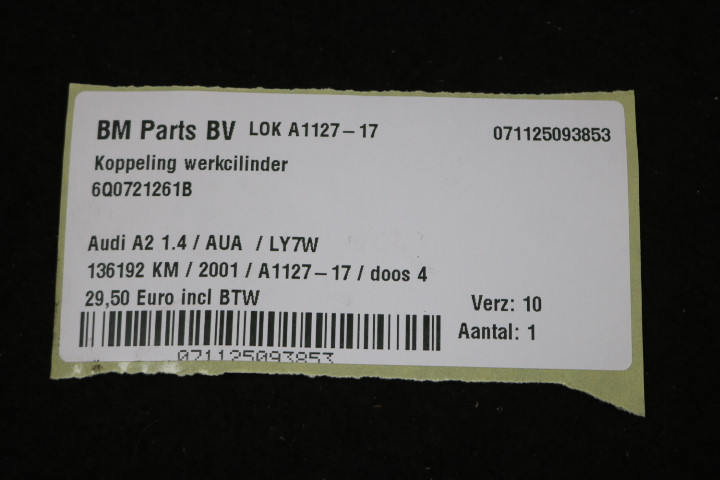 BM Parts BV LOK A1127-17 071125093853
Koppeling werkcilinder
6Q0721261B
Audi A2 1.4 / AUA / LY7W
136192 KM / 2001 / A1127-17 / doos 4
29,50 Euro incl BTW Verz: 10
Aantal: 1
071125093853